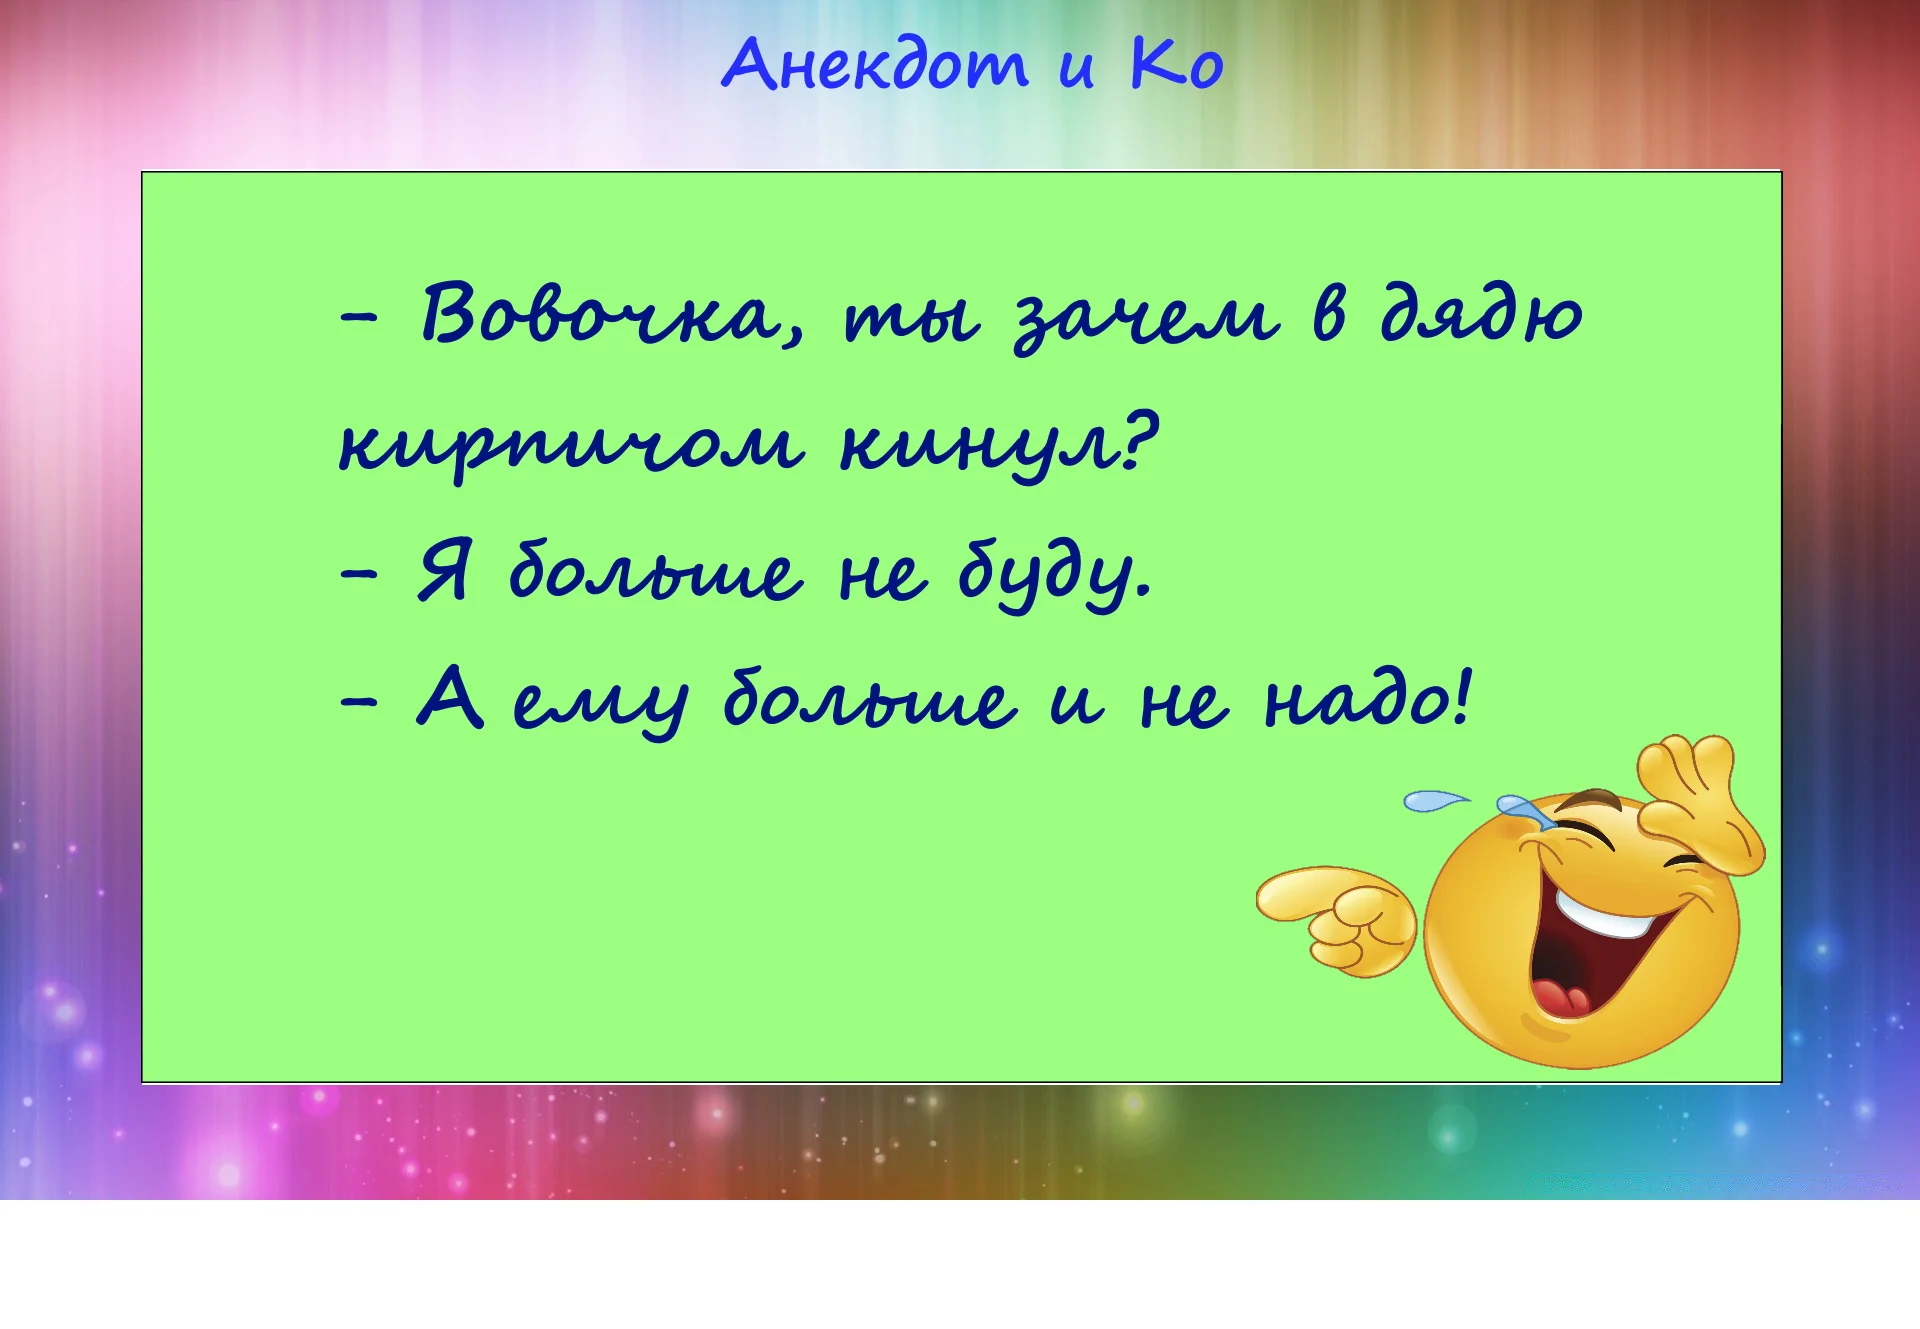 Анекдот и Ко
- Вовочка, ты зачем в дядю
кирпичом кинул?
- Я больше не буду.
- А ему больше и не надо!